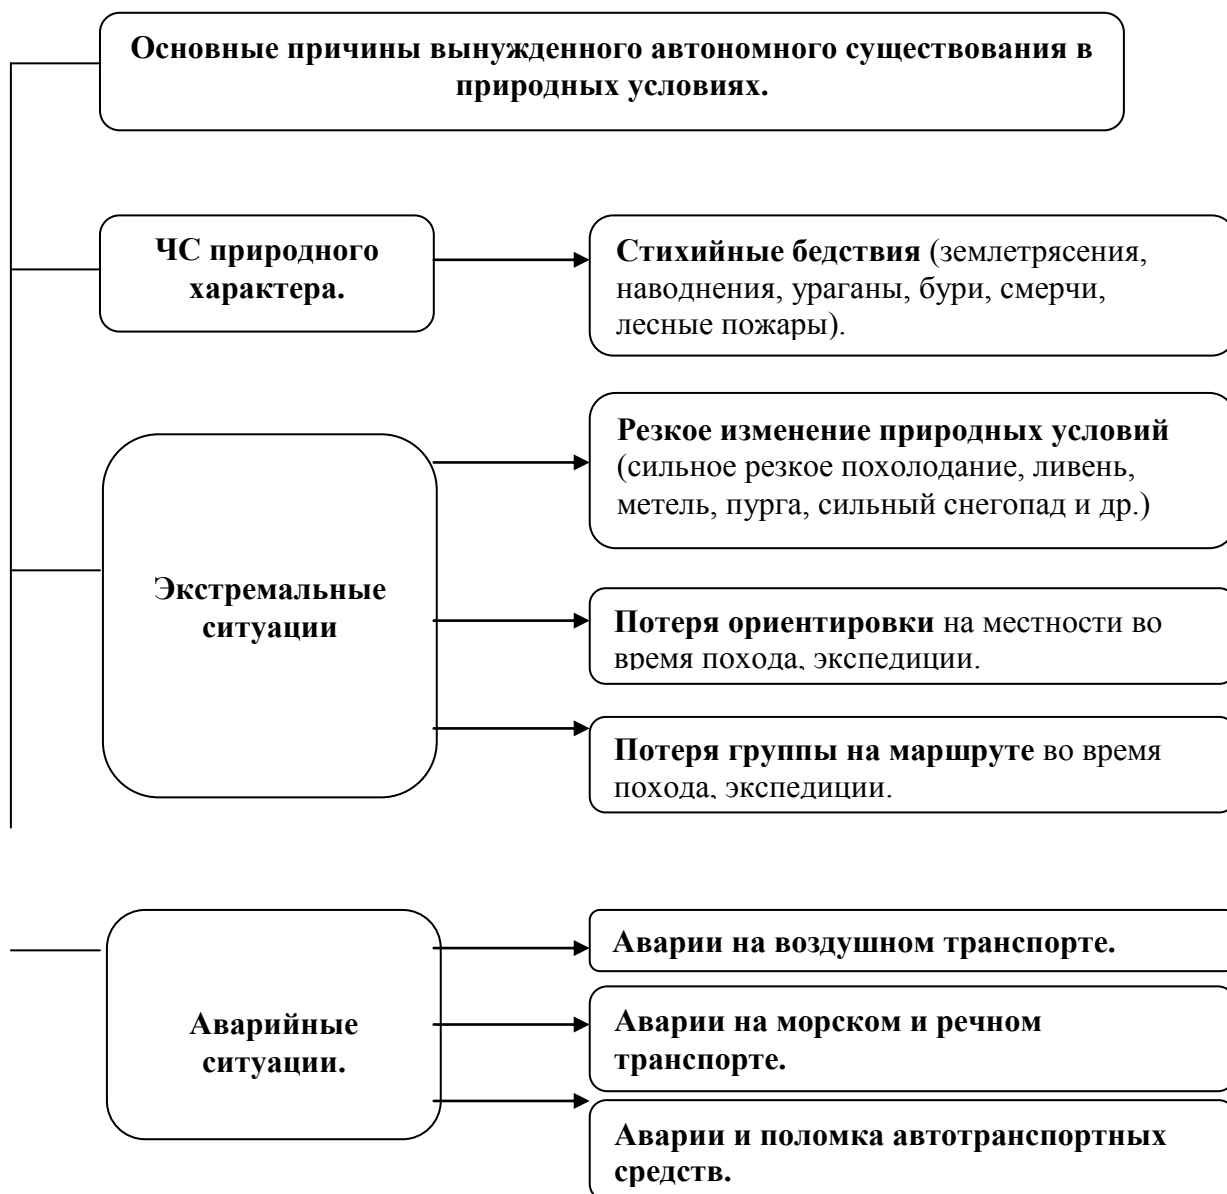 Основные причины вынужденного автономного существования в
природных условиях.
ЧС природного
характера.
Стихийные бедствия (землетрясения,
наводнения, ураганы, бури, смерчи,
лесные пожары).
Экстремальные
ситуации
Резкое изменение природных условий
(сильное резкое похолодание, ливень,
метель, пурга, сильный снегопад и др.)
Потеря ориентировки на местности во
время похода, экспедиции.
Потеря группы на маршруте во время
похода, экспедиции.
Аварийные
ситуации.
Аварии на воздушном транспорте.
Аварии на морском и речном
транспорте.
Аварии и поломка автотранспортных
средств.